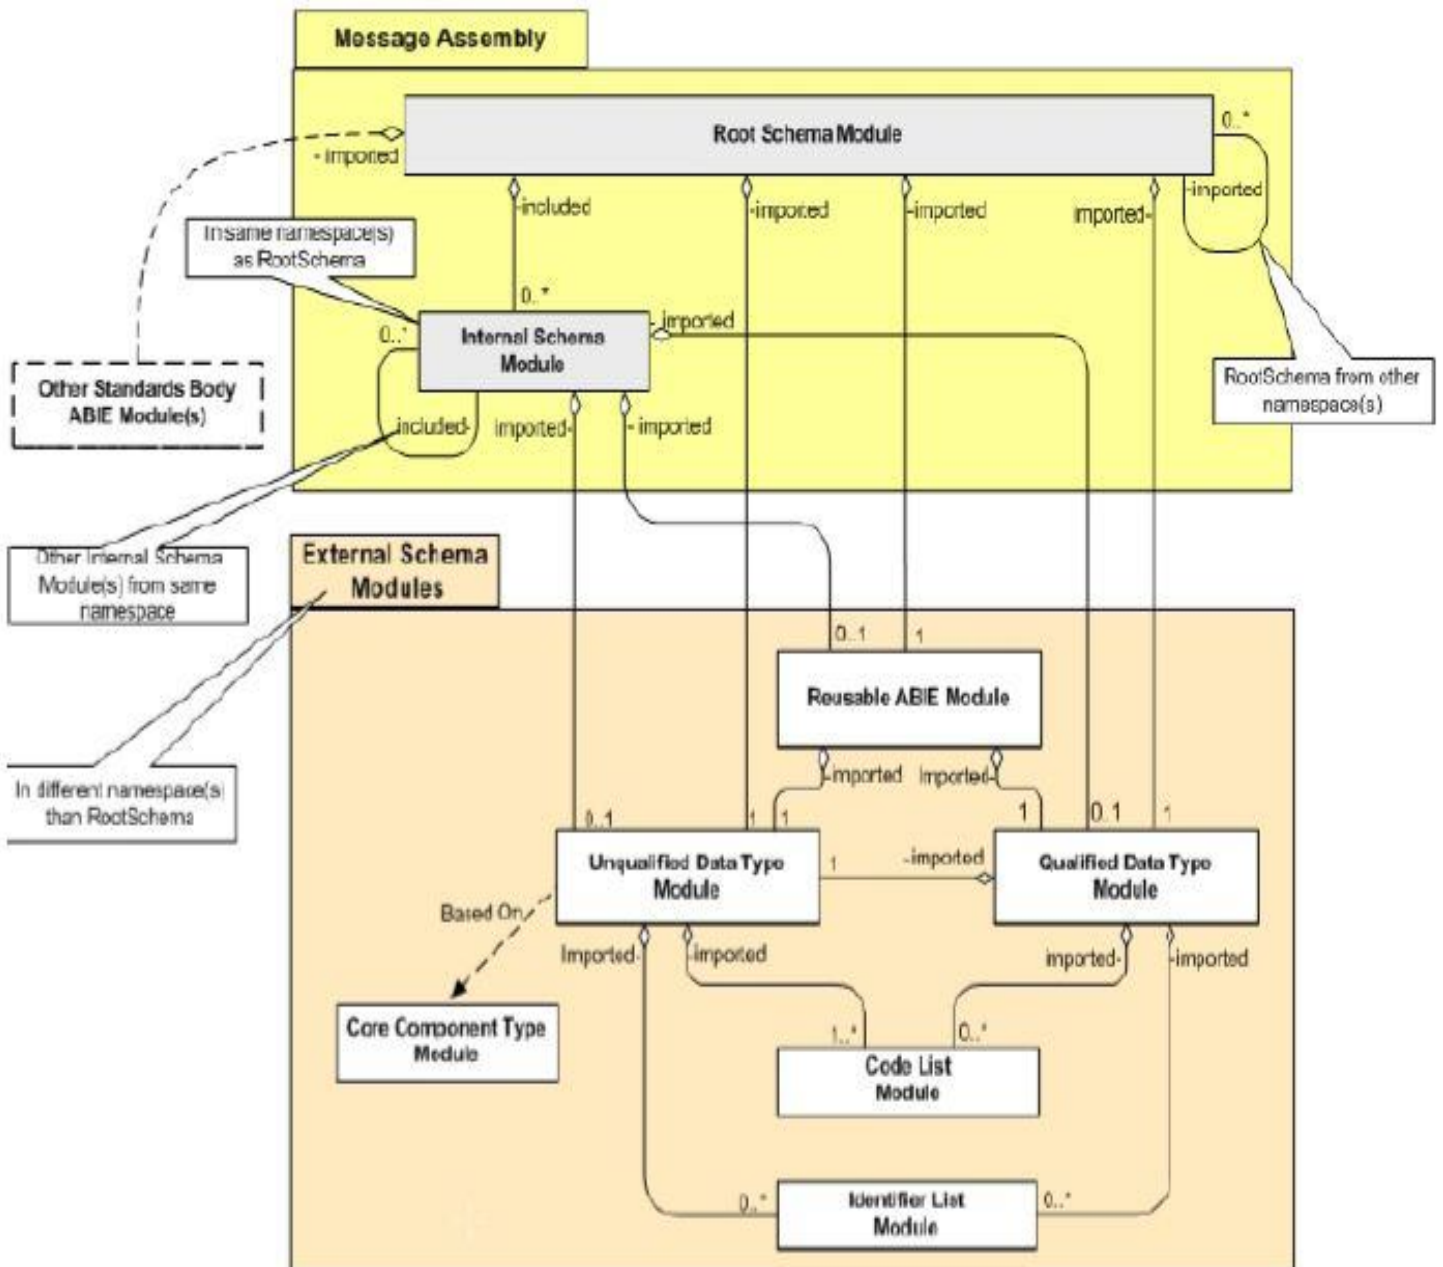 Message Assembly
Root Schema Module
0..*
- imported
-imported
-included
-imported
-imported
imported-
In same namespace(s)
as RootSchema
0..*
0..*
Internal Schema
Module
- imported
RootSchema from other
namespace(s)
Other Standards Body
ABIE Module(s)
included-
imported-
- imported
Other Internal Schema
Module(s) from same
namespace
External Schema
Modules
0..1
1
Reusable ABIE Module
In different namespace(s)
than RootSchema
-imported
Imported-
0..1
1
1
1
0..1
1
Unqualified Data Type
Module
1
-imported
Qualified Data Type
Module
Based On
Imported-
-imported
imported-
-imported
Core Component Type
Module
1..*
0..*
Code List
Module
0..*
Identifier List
Module
0..*